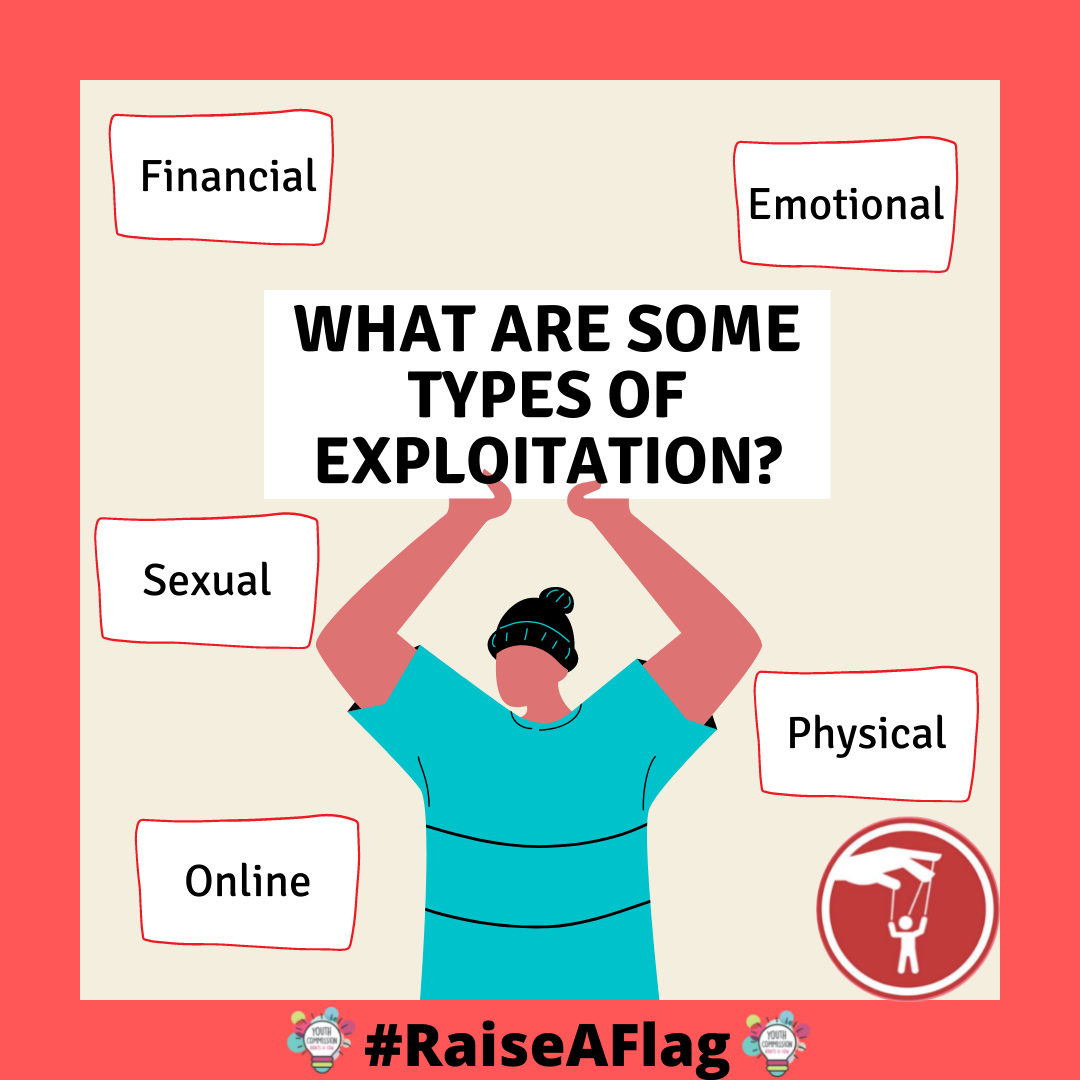 Financial
Emotional
WHAT ARE SOME
TYPES OF
EXPLOITATION?
Sexual
Physical
Online
YOUTH
COMMISSION
#RaiseAFlag
YOUTH
COMMISSION